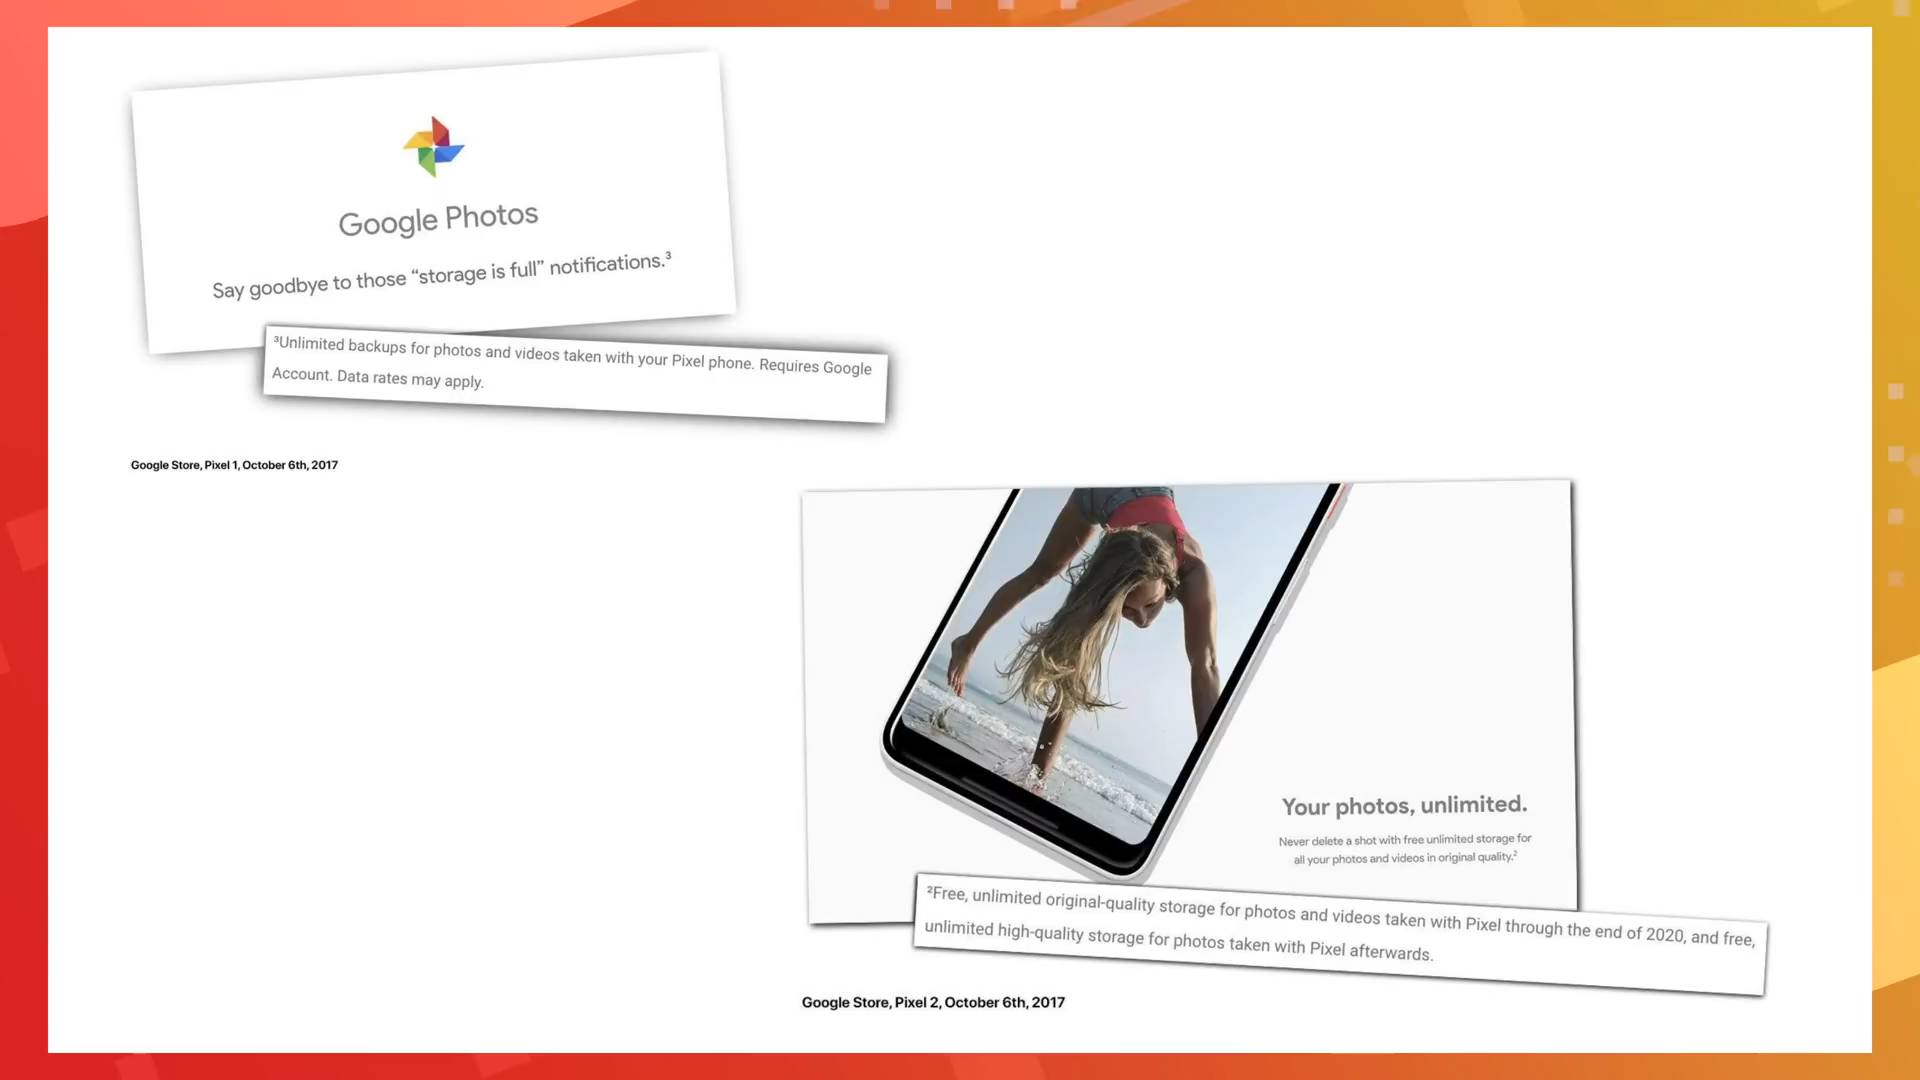 Google Photos
Say goodbye to those “storage is full” notifications.³
³Unlimited backups for photos and videos taken with your Pixel phone. Requires Google
Account. Data rates may apply.
Google Store, Pixel 1, October 6th, 2017
Your photos, unlimited.
Never delete a shot with free unlimited storage for
all your photos and videos in original quality.²
²Free, unlimited original-quality storage for photos and videos taken with Pixel through the end of 2020, and free,
unlimited high-quality storage for photos taken with Pixel afterwards.
Google Store, Pixel 2, October 6th, 2017